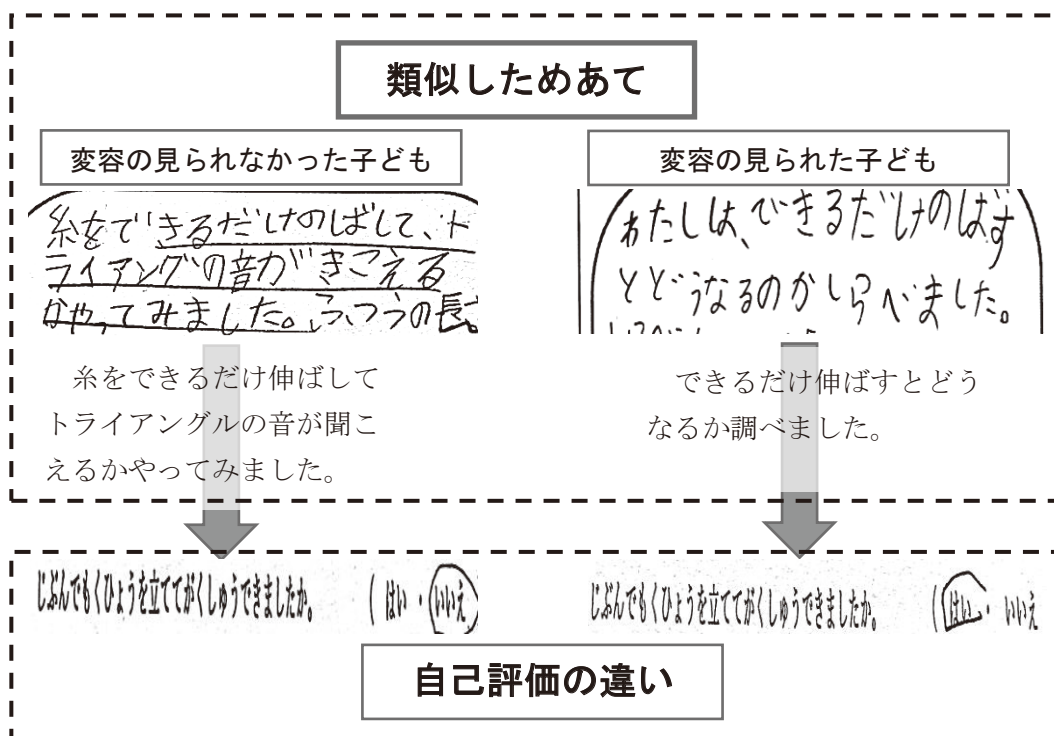 類似しためあて
変容の見られなかった子ども
糸をできるだけのばして、ト
ライアングの音がきこえる
かやってみました。ふつうの長
糸をできるだけ伸ばして
トライアングルの音が聞こ
えるかやってみました。
変容の見られた子ども
わたしは、できるだけのばす
とどうなるのかしらべました。
できるだけ伸ばすとどう
なるか調べました。
じぶんでもくひょうを立ててがくしゅうできましたか。 (はい・いいえ)
じぶんでもくひょうを立ててがくしゅうできましたか。 (はい・いいえ
自己評価の違い